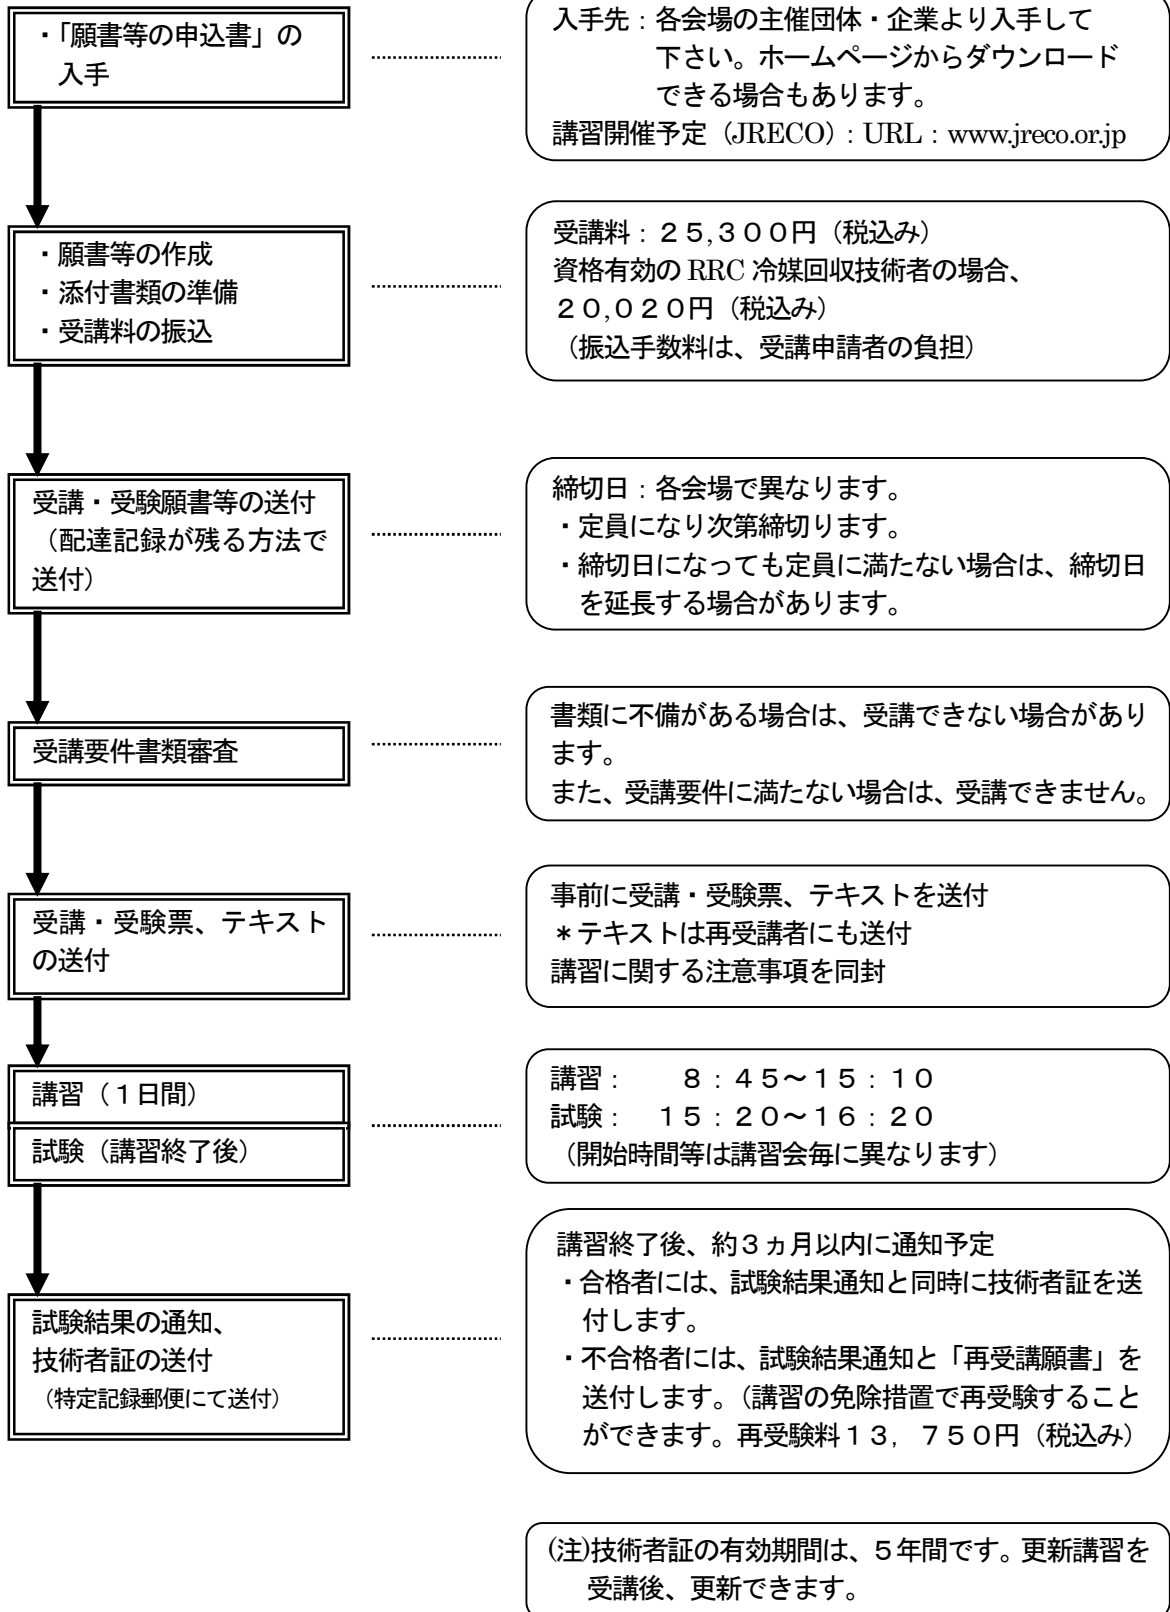 ・「願書等の申込書」の
入手
入手先：各会場の主催団体・企業より入手して
下さい。ホームページからダウンロード
できる場合もあります。
講習開催予定（JRECO）：URL：www.jreco.or.jp
・願書等の作成
・添付書類の準備
・受講料の振込
受講料：２５,３００円（税込み）
資格有効の RRC 冷媒回収技術者の場合、
２０,０２０円（税込み）
（振込手数料は、受講申請者の負担）
受講・受験願書等の送付
（配達記録が残る方法で
送付）
締切日：各会場で異なります。
・定員になり次第締切ります。
・締切日になっても定員に満たない場合は、締切日
を延長する場合があります。
受講要件書類審査
書類に不備がある場合は、受講できない場合があり
ます。
また、受講要件に満たない場合は、受講できません。
受講・受験票、テキスト
の送付
事前に受講・受験票、テキストを送付
＊テキストは再受講者にも送付
講習に関する注意事項を同封
講習（１日間）
試験（講習終了後）
講習： ８：４５～１５：１０
試験： １５：２０～１６：２０
（開始時間等は講習会毎に異なります）
試験結果の通知、
技術者証の送付
（特定記録郵便にて送付）
講習終了後、約３ヵ月以内に通知予定
・合格者には、試験結果通知と同時に技術者証を送
付します。
・不合格者には、試験結果通知と「再受講願書」を
送付します。（講習の免除措置で再受験すること
ができます。再受験料１３，７５０円（税込み）
(注)技術者証の有効期間は、５年間です。更新講習を
受講後、更新できます。